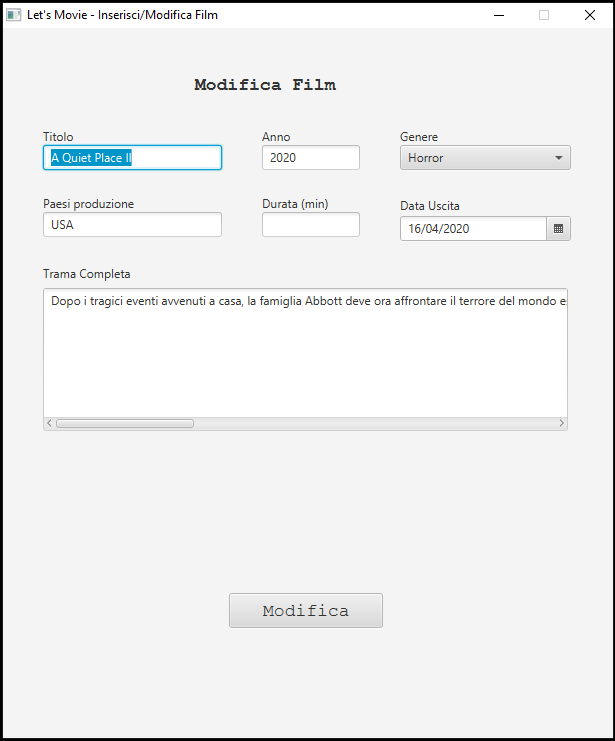 Let's Movie - Inserisci/Modifica Film
Modifica Film
Titolo Anno Genere
A Quiet Place II 2020 Horror
Paesi produzione Durata (min) Data Uscita
USA 16/04/2020
Trama Completa
Dopo i tragici eventi avvenuti a casa, la famiglia Abbott deve ora affrontare il terrore del mondo e
Modifica